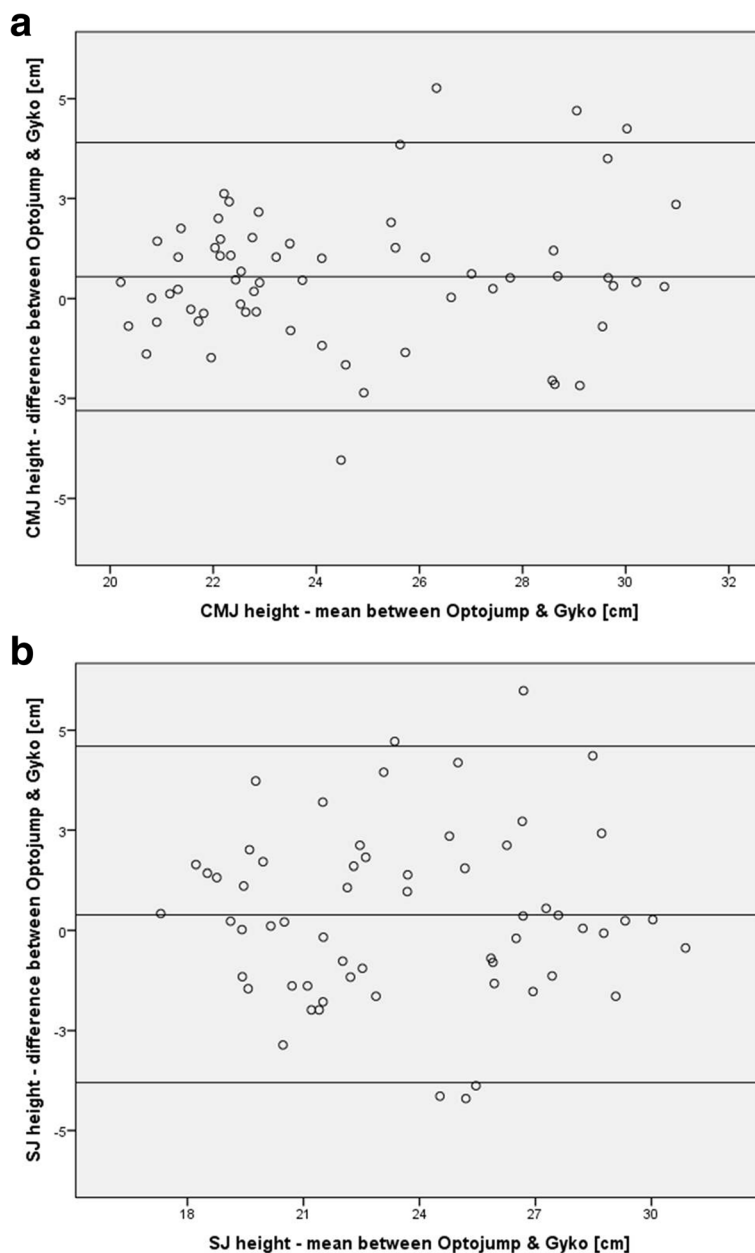 a
CMJ height - difference between Optojump & Gyko [cm]
5
3
0
-3
-5
20 22 24 26 28 30 32
CMJ height - mean between Optojump & Gyko [cm]
b
SJ height - difference between Optojump & Gyko [cm]
5
3
0
-3
-5
18 21 24 27 30
SJ height - mean between Optojump & Gyko [cm]